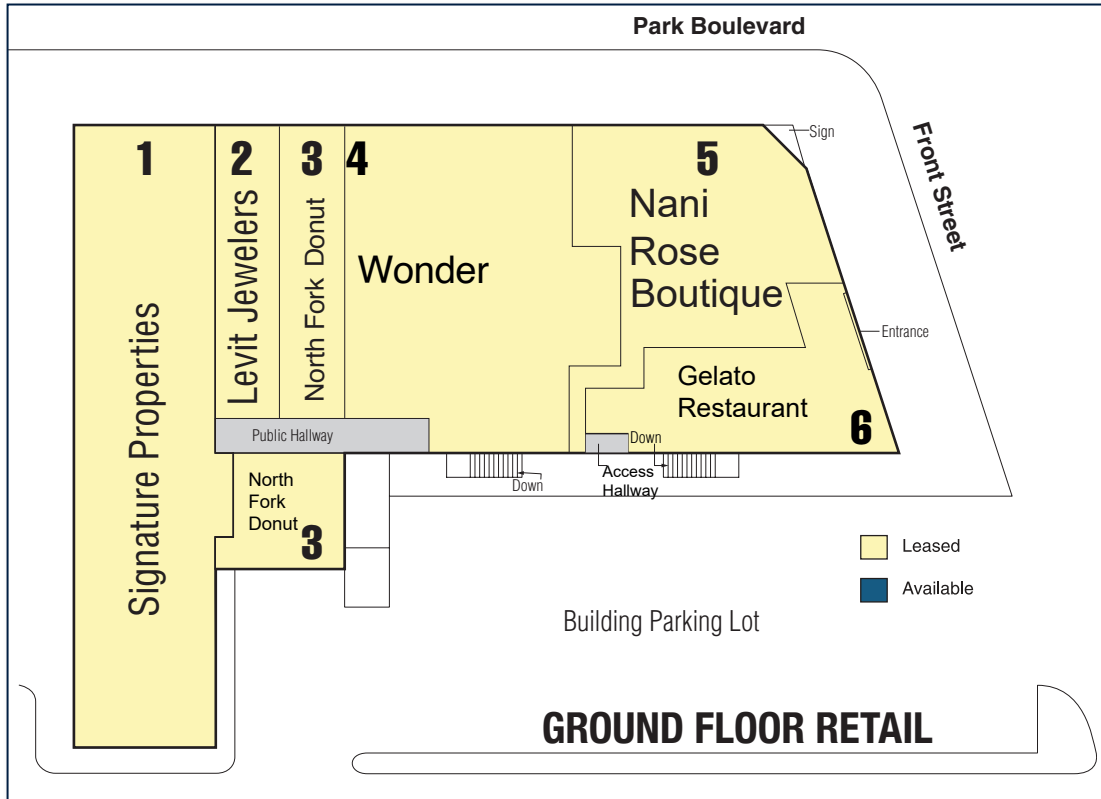 Park Boulevard
Sign
Front Street
1
2
3
4
5
Signature Properties
Levit Jewelers
North Fork Donut
Wonder
Nani
Rose
Boutique
Entrance
Gelato
Restaurant
6
Public Hallway
Down
Down
Access
Hallway
North
Fork
Donut
3
Leased
Available
Building Parking Lot
GROUND FLOOR RETAIL